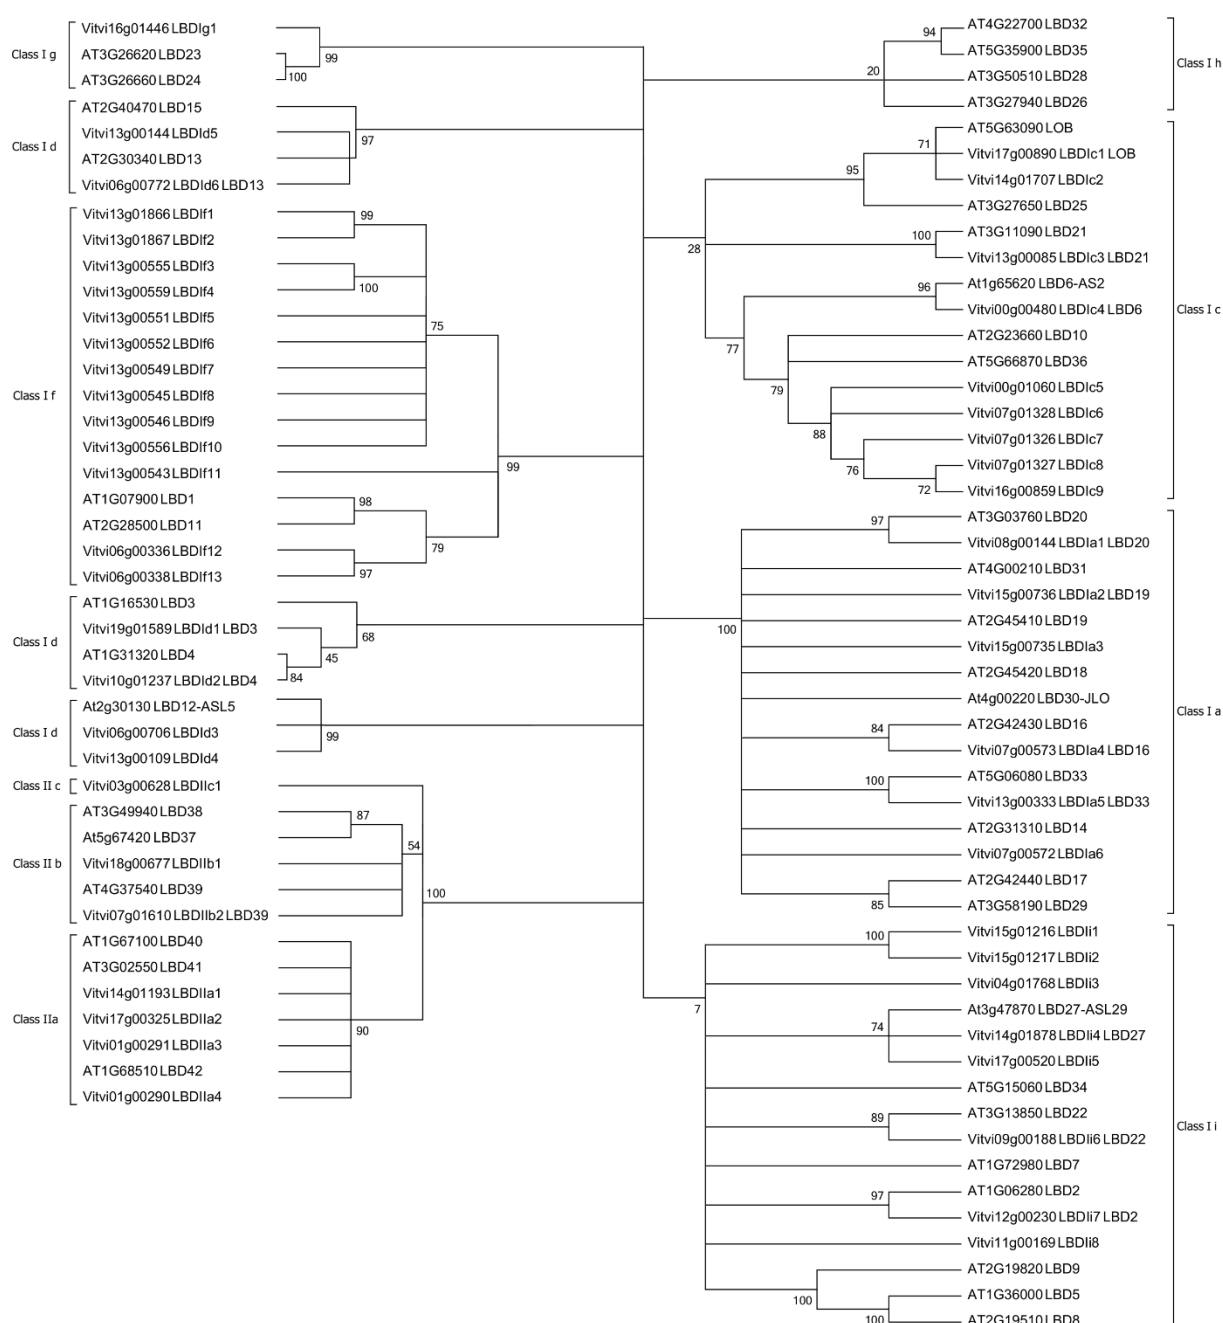 Class I g
Vitvi16g01446 LBDIg1
AT3G26620 LBD23
AT3G26660 LBD24
99
100
Class I d
AT2G40470 LBD15
Vitvi13g00144 LBDId5
AT2G30340 LBD13
Vitvi06g00772 LBDId6 LBD13
97
Class I f
Vitvi13g01866 LBDIf1
Vitvi13g01867 LBDIf2
Vitvi13g00555 LBDIf3
Vitvi13g00559 LBDIf4
Vitvi13g00551 LBDIf5
Vitvi13g00552 LBDIf6
Vitvi13g00549 LBDIf7
Vitvi13g00545 LBDIf8
Vitvi13g00546 LBDIf9
Vitvi13g00556 LBDIf10
Vitvi13g00543 LBDIf11
AT1G07900 LBD1
AT2G28500 LBD11
Vitvi06g00336 LBDIf12
Vitvi06g00338 LBDIf13
99
100
75
99
98
79
97
Class I d
AT1G16530 LBD3
Vitvi19g01589 LBDId1 LBD3
AT1G31320 LBD4
Vitvi10g01237 LBDId2 LBD4
68
45
84
Class I d
At2g30130 LBD12-ASL5
Vitvi06g00706 LBDId3
Vitvi13g00109 LBDId4
99
Class II c
Vitvi03g00628 LBDIIc1
Class II b
AT3G49940 LBD38
At5g67420 LBD37
Vitvi18g00677 LBDIIb1
AT4G37540 LBD39
Vitvi07g01610 LBDIIb2 LBD39
87
54
100
Class IIa
AT1G67100 LBD40
AT3G02550 LBD41
Vitvi14g01193 LBDIIa1
Vitvi17g00325 LBDIIa2
Vitvi01g00291 LBDIIa3
AT1G68510 LBD42
Vitvi01g00290 LBDIIa4
90
Class I h
AT4G22700 LBD32
AT5G35900 LBD35
AT3G50510 LBD28
AT3G27940 LBD26
94
20
Class I c
AT5G63090 LOB
Vitvi17g00890 LBDIc1 LOB
Vitvi14g01707 LBDIc2
AT3G27650 LBD25
AT3G11090 LBD21
Vitvi13g00085 LBDIc3 LBD21
At1g65620 LBD6-AS2
Vitvi00g00480 LBDIc4 LBD6
AT2G23660 LBD10
AT5G66870 LBD36
Vitvi00g01060 LBDIc5
Vitvi07g01328 LBDIc6
Vitvi07g01326 LBDIc7
Vitvi07g01327 LBDIc8
Vitvi16g00859 LBDIc9
71
95
100
28
96
77
79
88
76
72
Class I a
AT3G03760 LBD20
Vitvi08g00144 LBDIa1 LBD20
AT4G00210 LBD31
Vitvi15g00736 LBDIa2 LBD19
AT2G45410 LBD19
Vitvi15g00735 LBDIa3
AT2G45420 LBD18
At4g00220 LBD30-JLO
AT2G42430 LBD16
Vitvi07g00573 LBDIa4 LBD16
AT5G06080 LBD33
Vitvi13g00333 LBDIa5 LBD33
AT2G31310 LBD14
Vitvi07g00572 LBDIa6
AT2G42440 LBD17
AT3G58190 LBD29
97
100
84
100
85
Class I i
Vitvi15g01216 LBDIi1
Vitvi15g01217 LBDIi2
Vitvi04g01768 LBDIi3
At3g47870 LBD27-ASL29
Vitvi14g01878 LBDIi4 LBD27
Vitvi17g00520 LBDIi5
AT5G15060 LBD34
AT3G13850 LBD22
Vitvi09g00188 LBDIi6 LBD22
AT1G72980 LBD7
AT1G06280 LBD2
Vitvi12g00230 LBDIi7 LBD2
Vitvi11g00169 LBDIi8
AT2G19820 LBD9
AT1G36000 LBD5
AT2G19510 LBD8
100
7
74
89
97
100
100